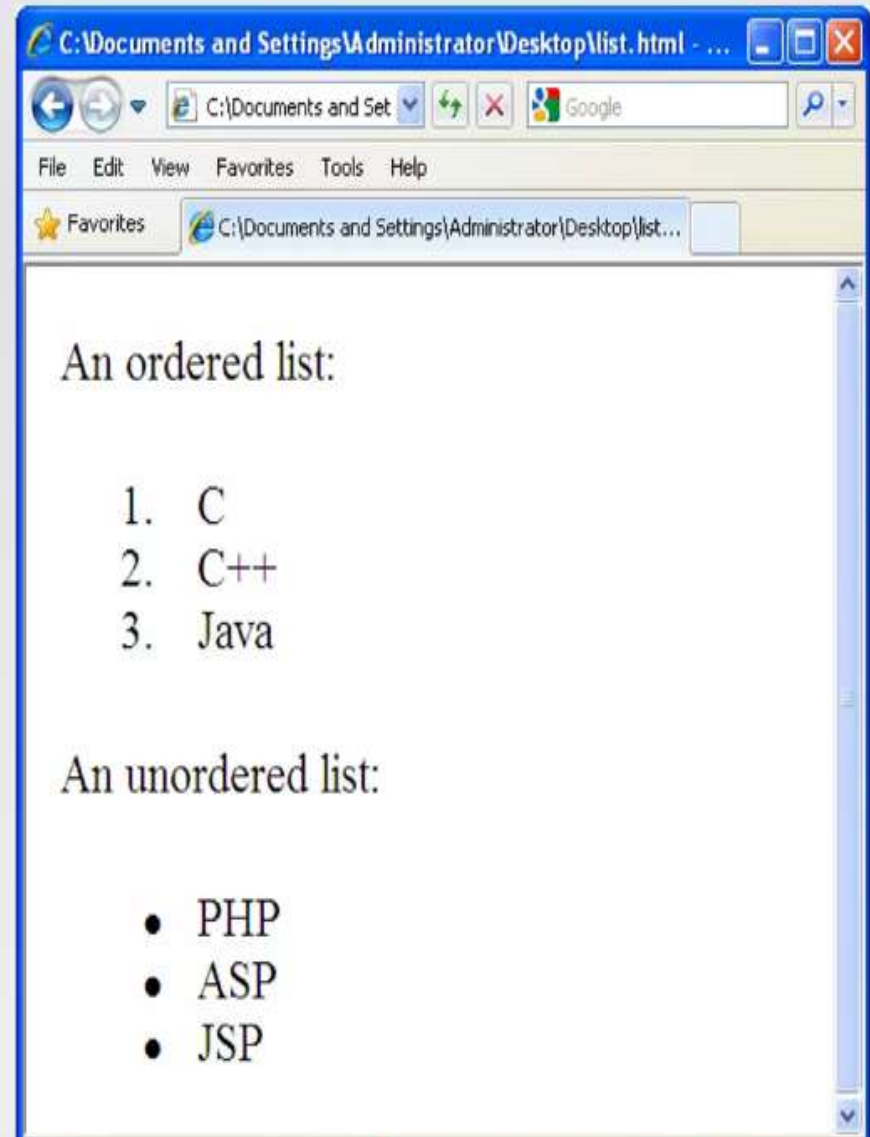 C:\Documents and Settings\Administrator\Desktop\list.html - ...
C:\Documents and Set
Google
File Edit View Favorites Tools Help
Favorites
C:\Documents and Settings\Administrator\Desktop\list...
An ordered list:
1. C
2. C++
3. Java
An unordered list:
• PHP
• ASP
• JSP